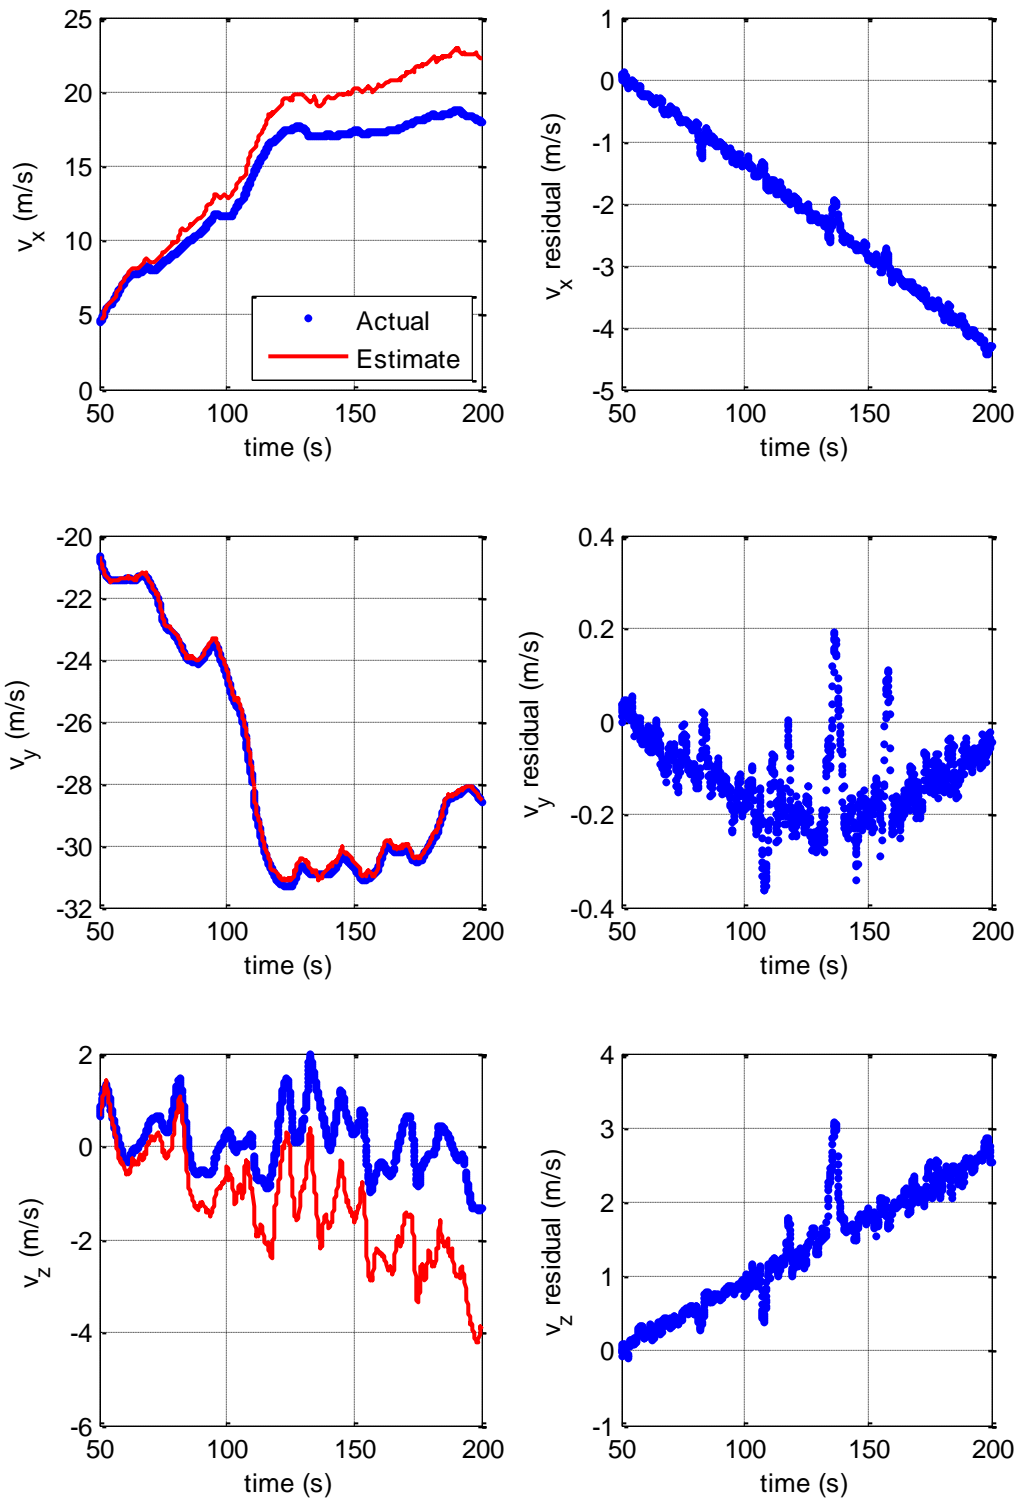 25
20
15
10
5
0
v_x (m/s)
50 100 150 200
time (s)
Actual
Estimate
1
0
-1
-2
-3
-4
-5
v_x residual (m/s)
50 100 150 200
time (s)
-20
-22
-24
-26
-28
-30
-32
v_y (m/s)
50 100 150 200
time (s)
0.4
0.2
0
-0.2
-0.4
v_y residual (m/s)
50 100 150 200
time (s)
2
0
-2
-4
-6
v_z (m/s)
50 100 150 200
time (s)
4
3
2
1
0
-1
v_z residual (m/s)
50 100 150 200
time (s)